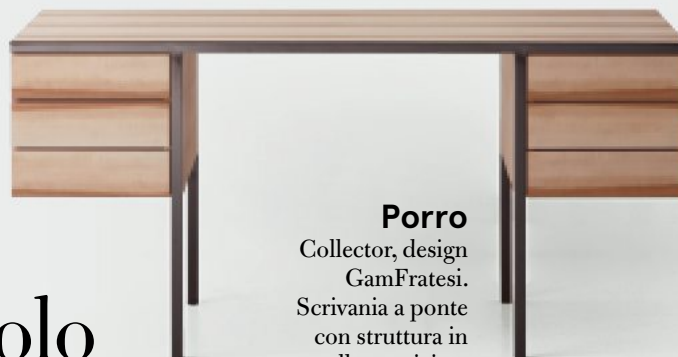 Porro
Collector, design
GamFratesi.
Scrivania a ponte
con struttura in
olo